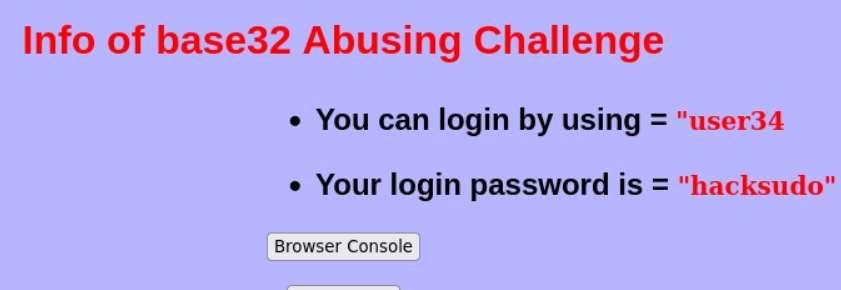 Info of base32 Abusing Challenge
You can login by using = "user34
Your login password is = "hacksudo"
Browser Console